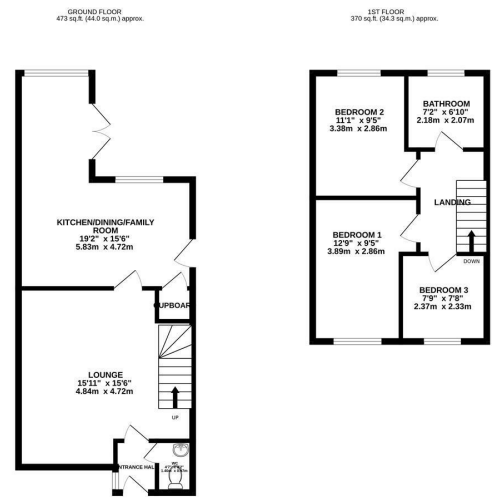 GROUND FLOOR
473 sq.ft. (44.0 sq.m.) approx.
1ST FLOOR
370 sq.ft. (34.3 sq.m.) approx.
KITCHEN/DINING/FAMILY
ROOM
19'2" x 15'6"
5.83m x 4.72m
CUPBOARD
LOUNGE
15'11" x 15'6"
4.84m x 4.72m
UP
ENTRANCE HALL
WC
BEDROOM 2
11'1" x 9'5"
3.38m x 2.86m
BATHROOM
7'2" x 6'10"
2.18m x 2.07m
LANDING
BEDROOM 1
12'9" x 9'5"
3.89m x 2.86m
DOWN
BEDROOM 3
7'9" x 7'8"
2.37m x 2.33m